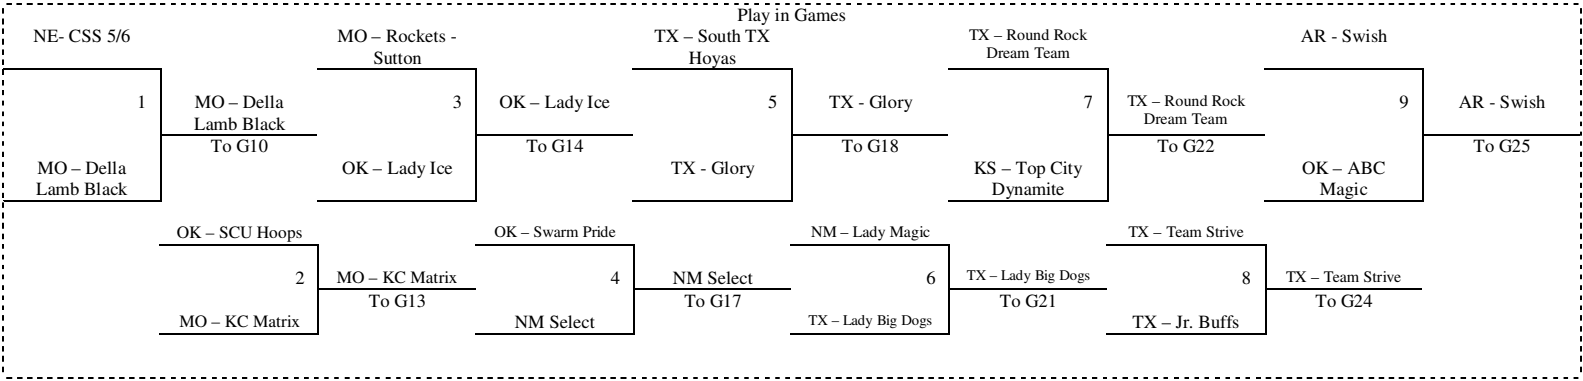 Play in Games
NE- CSS 5/6
MO – Rockets -
Sutton
TX – South TX
Hoyas
TX – Round Rock
Dream Team
AR - Swish
1
MO – Della
Lamb Black
3
OK – Lady Ice
5
TX - Glory
7
TX – Round Rock
Dream Team
9
AR - Swish
To G10
To G14
To G18
To G22
To G25
MO – Della
Lamb Black
OK – Lady Ice
TX - Glory
KS – Top City
Dynamite
OK – ABC
Magic
OK – SCU Hoops
OK – Swarm Pride
NM – Lady Magic
TX – Team Strive
2
MO – KC Matrix
4
NM Select
6
TX – Lady Big Dogs
8
TX – Team Strive
To G13
To G17
To G21
To G24
MO – KC Matrix
NM Select
TX – Lady Big Dogs
TX – Jr. Buffs